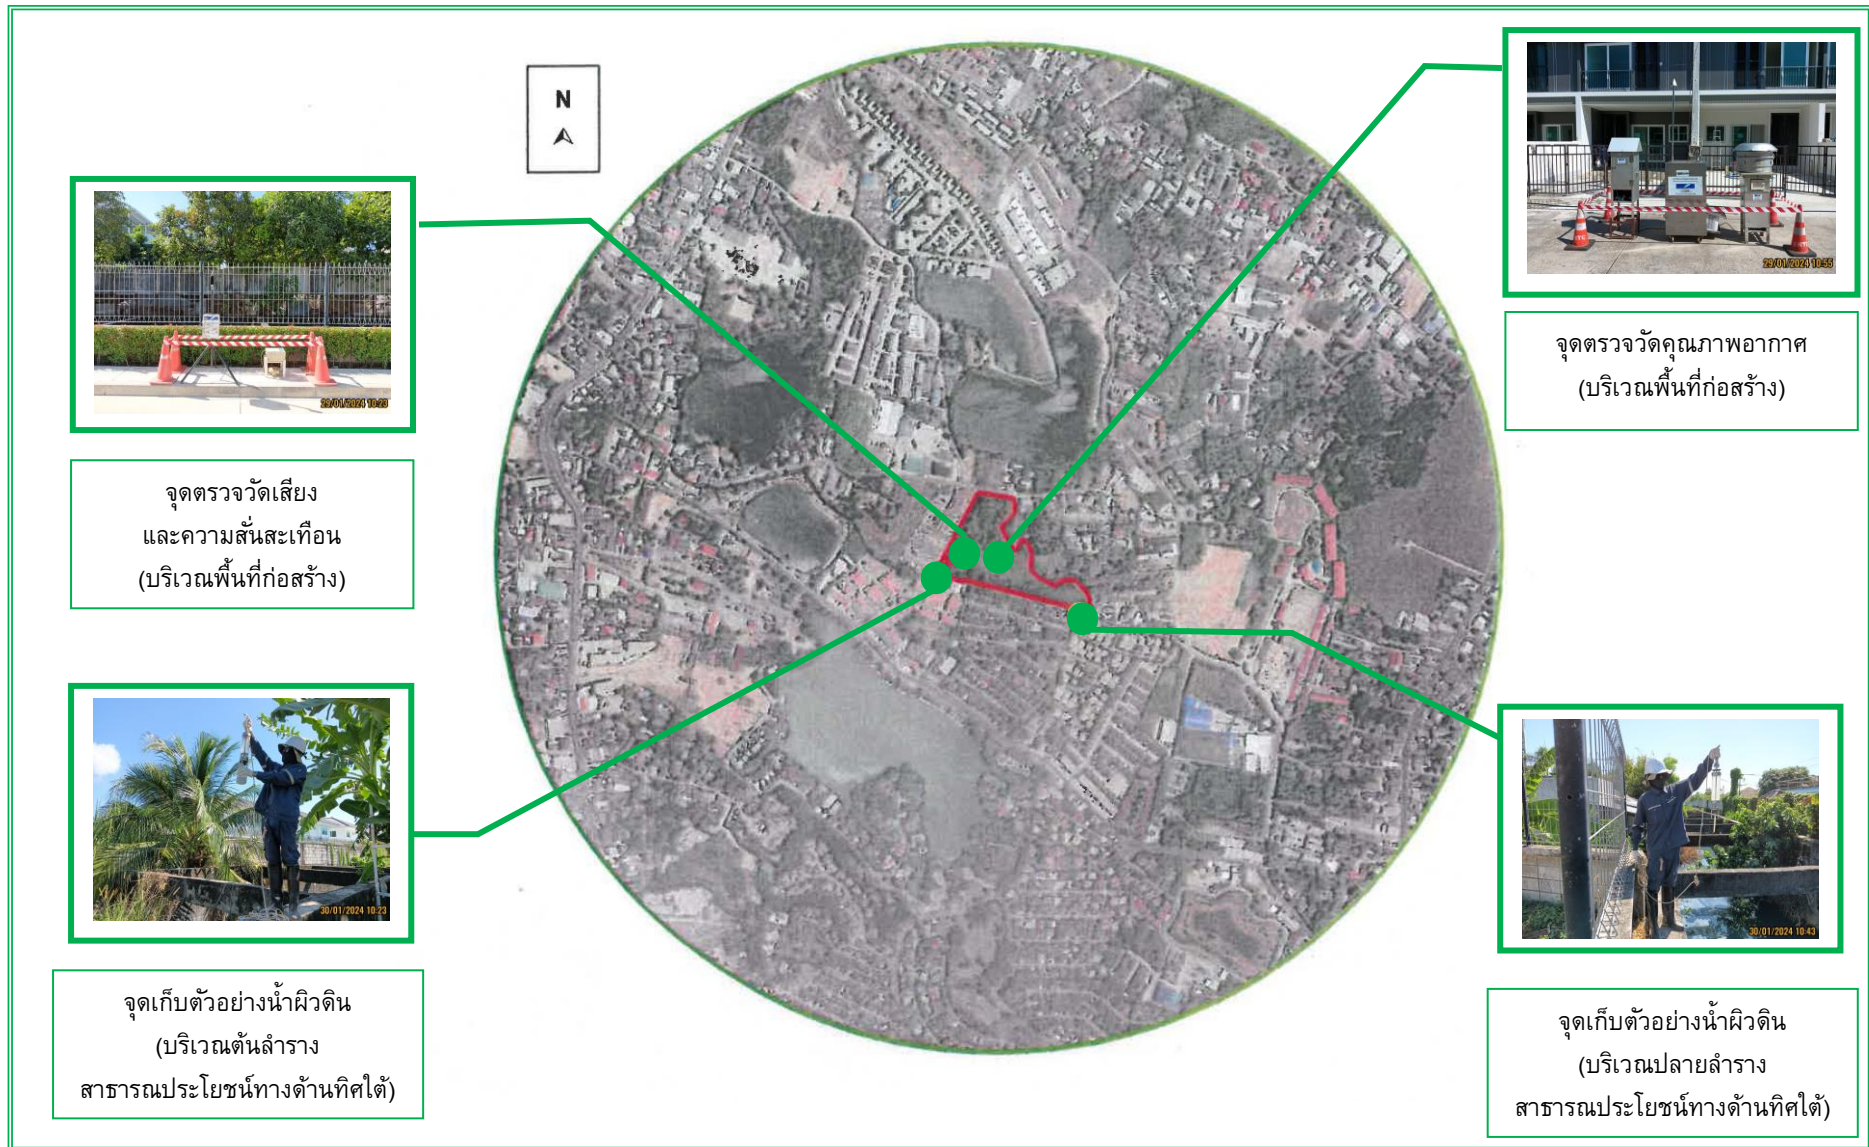 N
29/01/2024 10:23
จุดตรวจวัดเสียง
และความสั่นสะเทือน
(บริเวณพื้นที่ก่อสร้าง)
29/01/2024 10:55
จุดตรวจวัดคุณภาพอากาศ
(บริเวณพื้นที่ก่อสร้าง)
30/01/2024 10:23
จุดเก็บตัวอย่างน้ำผิวดิน
(บริเวณต้นลำราง
สาธารณประโยชน์ทางด้านทิศใต้)
30/01/2024 10:43
จุดเก็บตัวอย่างน้ำผิวดิน
(บริเวณปลายลำราง
สาธารณประโยชน์ทางด้านทิศใต้)